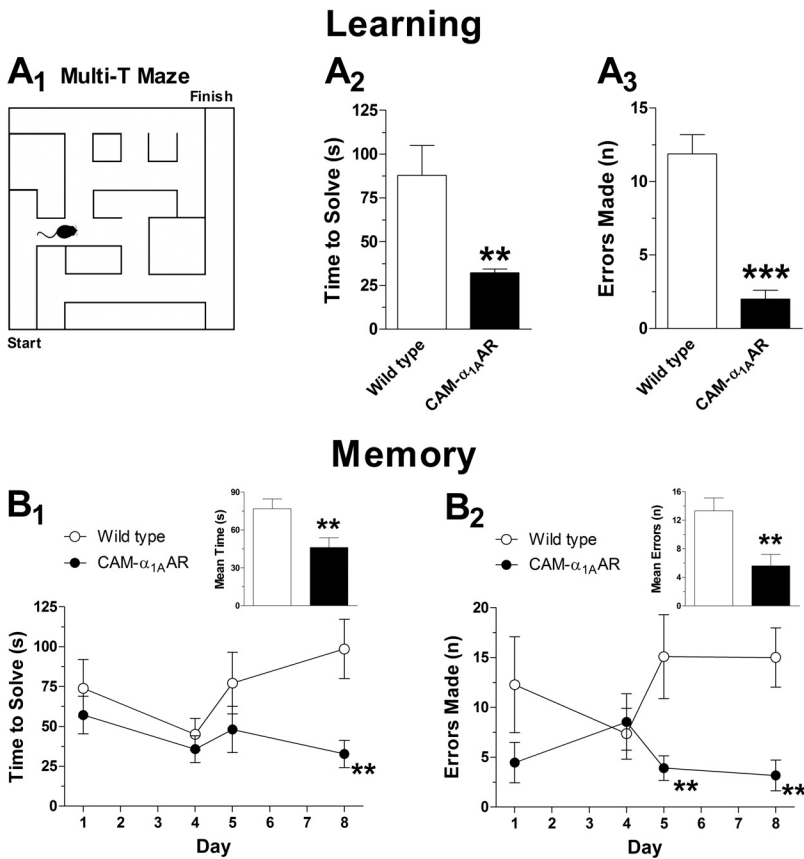 Learning
A1 Multi-T Maze
Finish
Start
A2
Time to Solve (s)
125
100
75
50
25
0
**
Wild type
CAM-α1AAR
A3
Errors Made (n)
15
10
5
0
***
Wild type
CAM-α1AAR
Memory
B1
Wild type
CAM-α1AAR
Mean Time (s)
90
60
30
0
**
Time to Solve (s)
125
100
75
50
25
0
**
1 2 3 4 5 6 7 8
Day
B2
Wild type
CAM-α1AAR
Mean Errors (n)
16
12
8
4
0
**
Errors Made (n)
20
15
10
5
0
**
**
1 2 3 4 5 6 7 8
Day